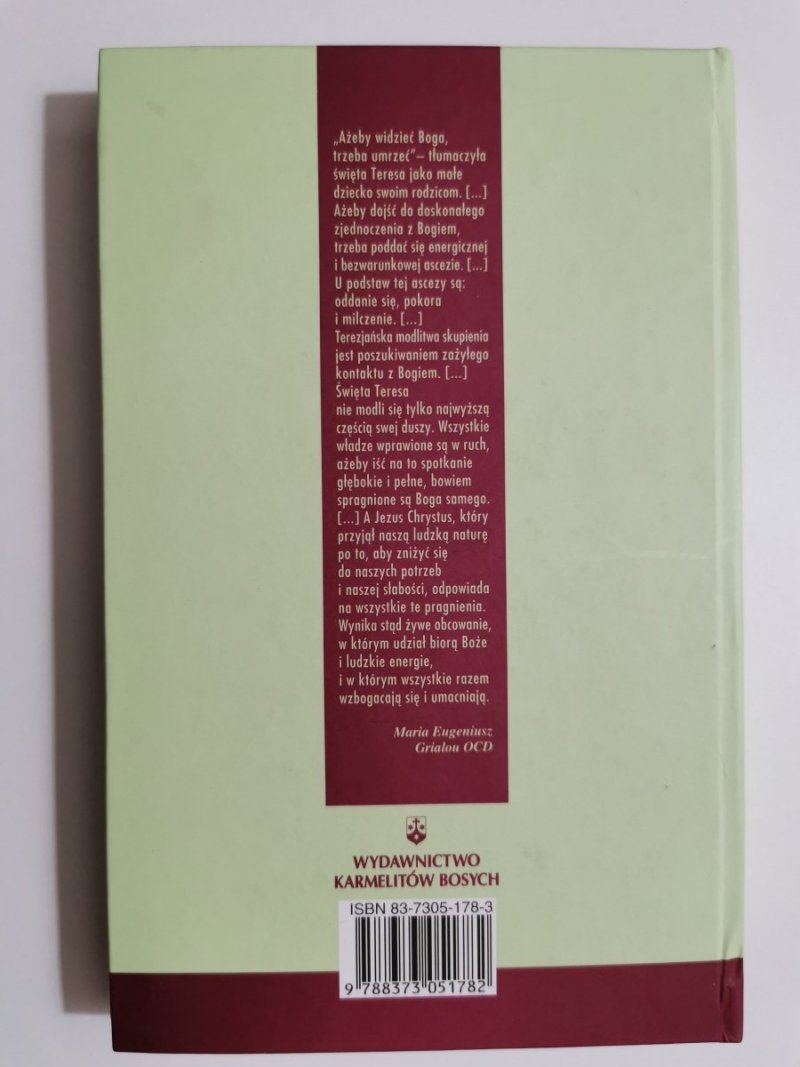 „Ażeby widzieć Boga,
trzeba umrzeć”– tłumaczyła
święta Teresa jako małe
dziecko swoim rodzicom. [...]
Ażeby dojść do doskonałego
zjednoczenia z Bogiem,
trzeba poddać się energicznej
i bezwarunkowej ascezie. [...]
U podstaw tej ascezy są:
oddanie się, pokora
i milczenie. [...]
Terezjańska modlitwa skupienia
jest poszukiwaniem zażyłego
kontaktu z Bogiem. [...]
Święta Teresa
nie modli się tylko najwyższą
częścią swej duszy. Wszystkie
władze wprawione są w ruch,
ażeby iść na to spotkanie
głębokie i pełne, bowiem
spragnione są Boga samego.
[...] A Jezus Chrystus, który
przyjął naszą ludzką naturę
po to, aby zniżyć się
do naszych potrzeb
i naszej słabości, odpowiada
na wszystkie te pragnienia.
Wynika stąd żywe obcowanie,
w którym udział biorą Boże
i ludzkie energie,
i w którym wszystkie razem
wzbogacają się i umacniają.
Maria Eugeniusz
Grialou OCD
WYDAWNICTWO
KARMELITÓW BOSYCH
ISBN 83-7305-178-3
9 788373 051782